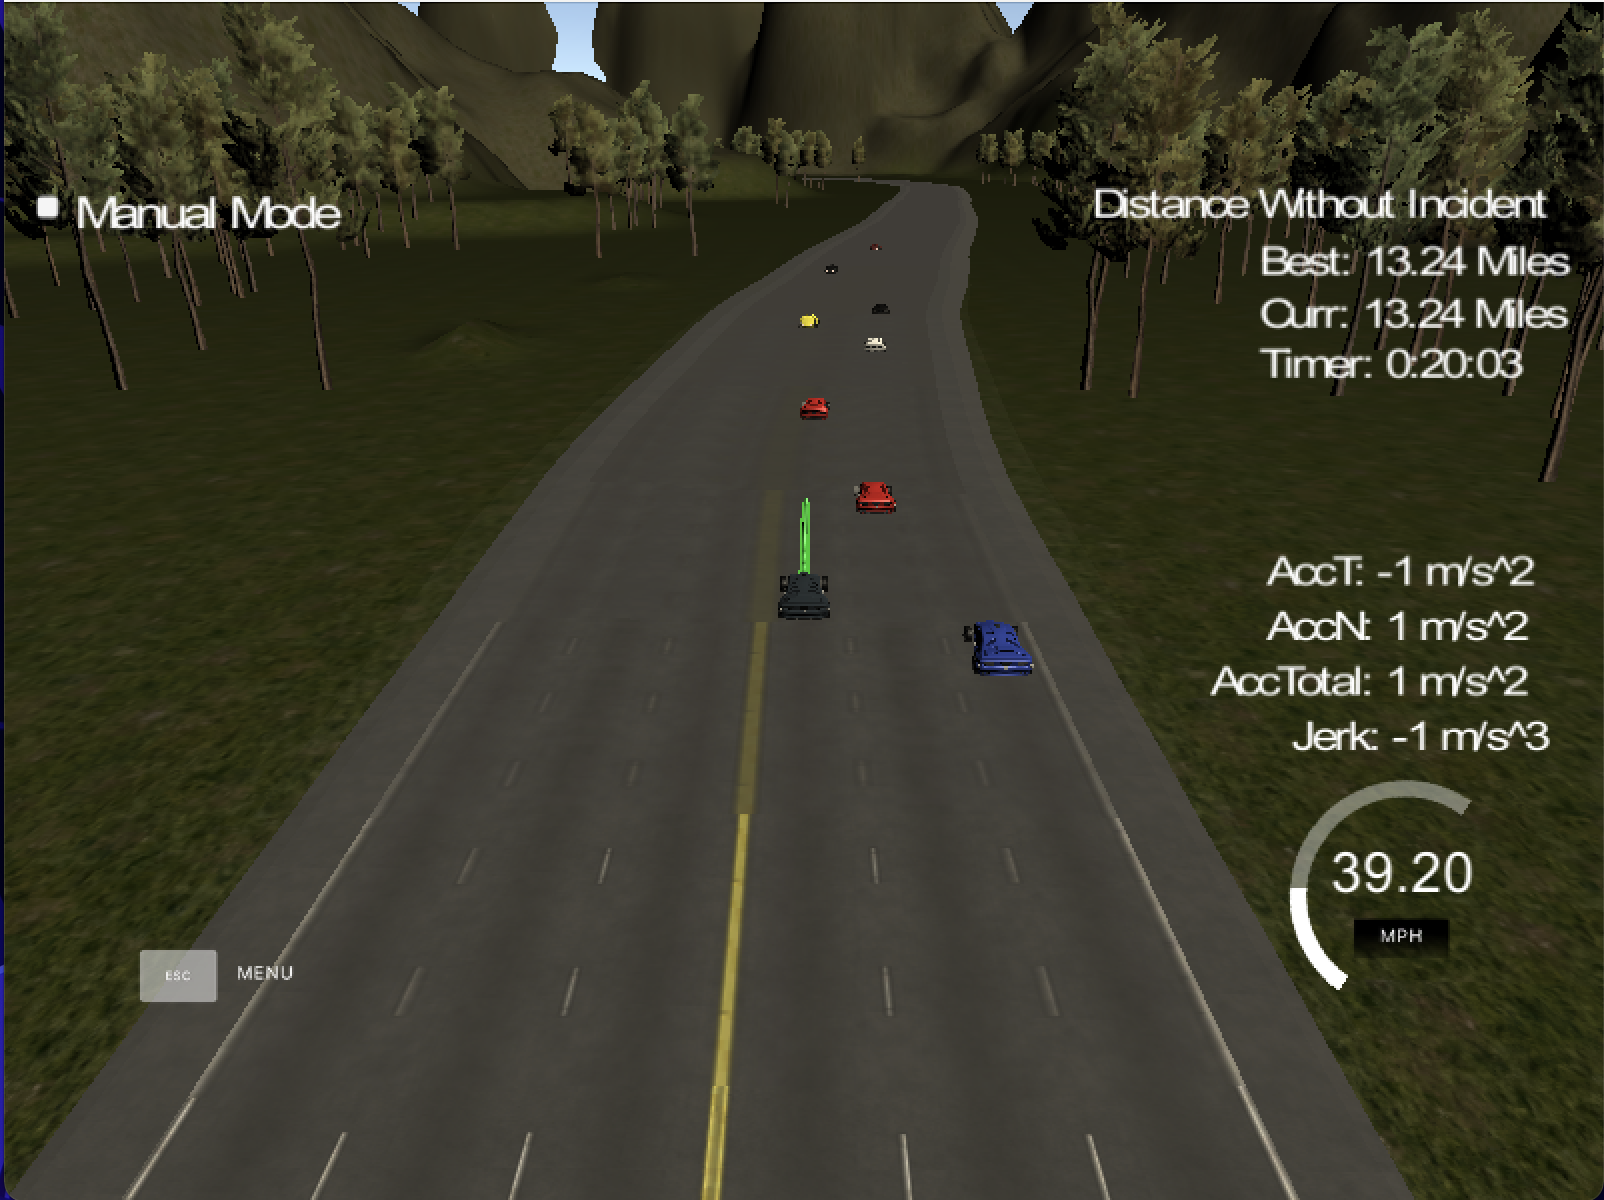 Manual Mode
Distance Without Incident
Best: 13.24 Miles
Curr: 13.24 Miles
Timer: 0:20:03
AccT: -1 m/s^2
AccN: 1 m/s^2
AccTotal: 1 m/s^2
Jerk: -1 m/s^3
39.20
MPH
ESC MENU